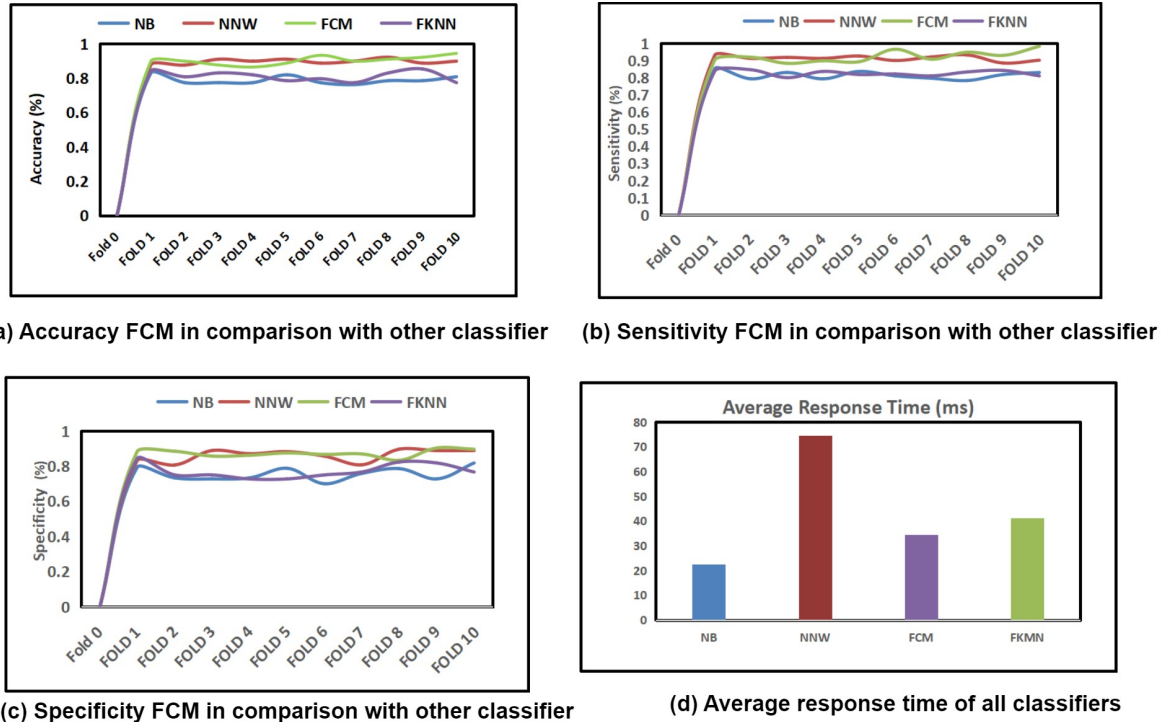 NB NNW FCM FKNN
Accuracy (%)
1
0.8
0.6
0.4
0.2
0
Fold 0 FOLD 1 FOLD 2 FOLD 3 FOLD 4 FOLD 5 FOLD 6 FOLD 7 FOLD 8 FOLD 9 FOLD 10
a) Accuracy FCM in comparison with other classifier
NB NNW FCM FKNN
Sensitivity (%)
1
0.9
0.8
0.7
0.6
0.5
0.4
0.3
0.2
0.1
0
Fold 0 FOLD 1 FOLD 2 FOLD 3 FOLD 4 FOLD 5 FOLD 6 FOLD 7 FOLD 8 FOLD 9 FOLD 10
(b) Sensitivity FCM in comparison with other classifier
NB NNW FCM FKNN
Specificity (%)
1
0.8
0.6
0.4
0.2
0
Fold 0 FOLD 1 FOLD 2 FOLD 3 FOLD 4 FOLD 5 FOLD 6 FOLD 7 FOLD 8 FOLD 9 FOLD 10
(c) Specificity FCM in comparison with other classifier
Average Response Time (ms)
80
70
60
50
40
30
20
10
0
NB NNW FCM FKMN
(d) Average response time of all classifiers